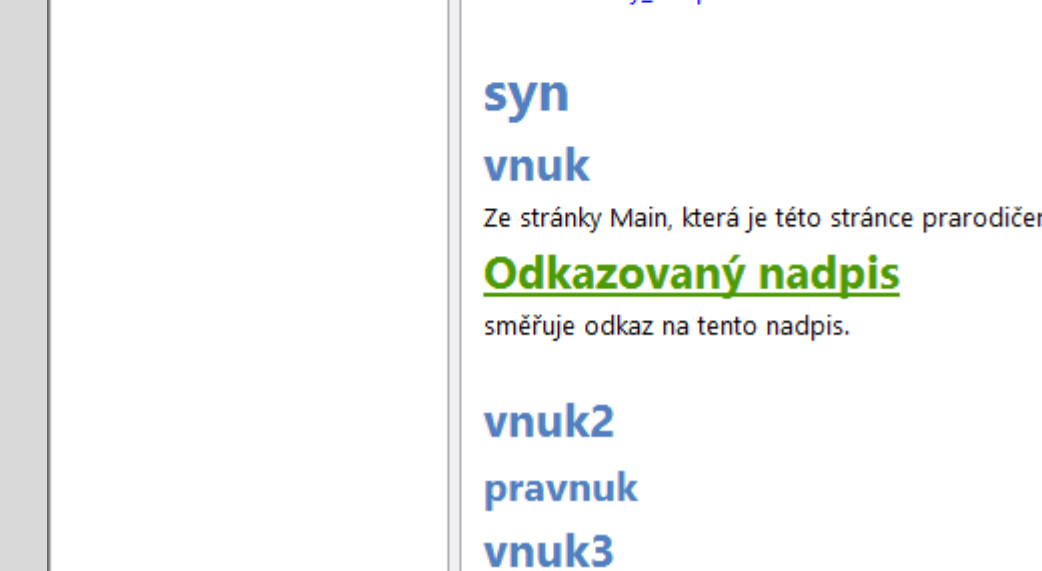 syn
vnuk
Ze stránky Main, která je této stránce
Odkazovaný nadpis
směřuje odkaz na tento nadpis.
vnuk2
pravnuk
vnuk3